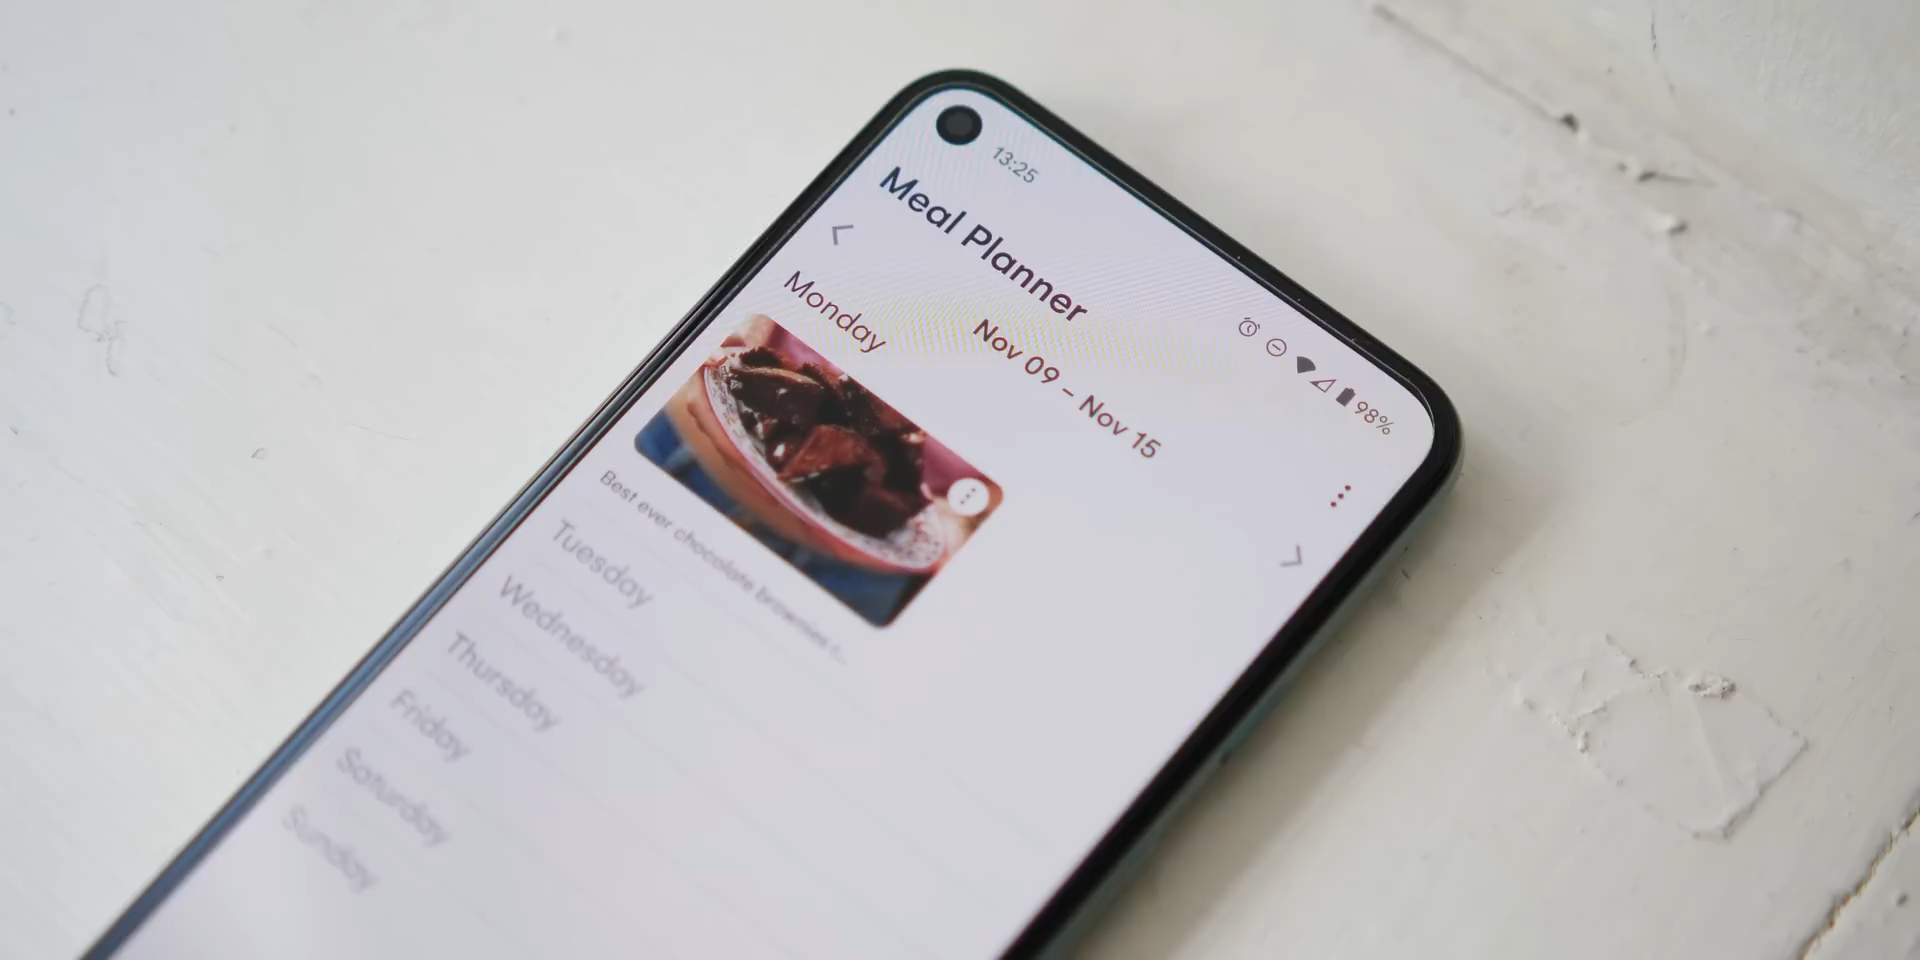 13:25
98%
Meal Planner
Nov 09 – Nov 15
Monday
Best ever chocolate brownies r...
Tuesday
Wednesday
Thursday
Friday
Saturday
Sunday